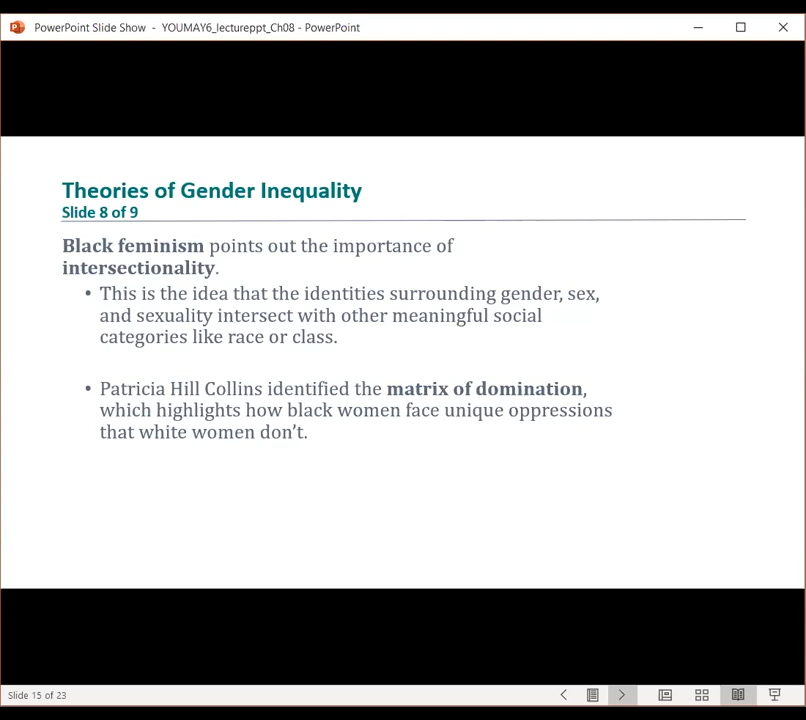 PowerPoint Slide Show - YOUMAY6_lectureppt_Ch08 - PowerPoint
Theories of Gender Inequality
Slide 8 of 9
Black feminism points out the importance of
intersectionality.
• This is the idea that the identities surrounding gender, sex,
and sexuality intersect with other meaningful social
categories like race or class.
• Patricia Hill Collins identified the matrix of domination,
which highlights how black women face unique oppressions
that white women don’t.
Slide 15 of 23